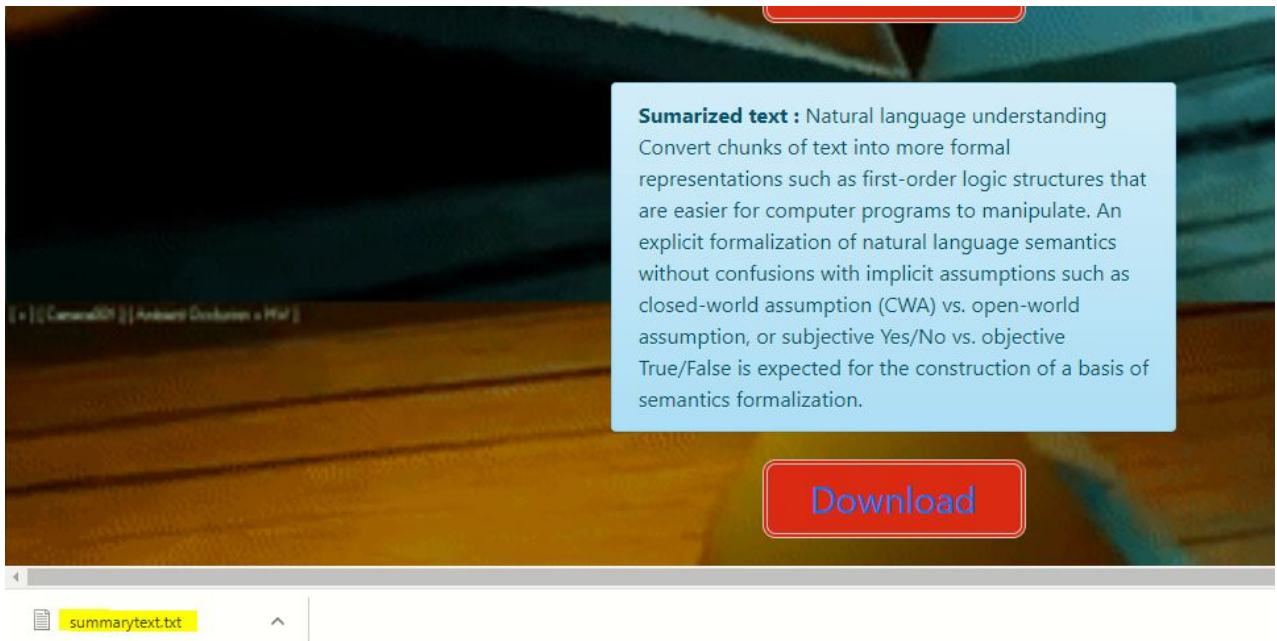 Sumarized text : Natural language understanding
Convert chunks of text into more formal
representations such as first-order logic structures that
are easier for computer programs to manipulate. An
explicit formalization of natural language semantics
without confusions with implicit assumptions such as
closed-world assumption (CWA) vs. open-world
assumption, or subjective Yes/No vs. objective
True/False is expected for the construction of a basis of
semantics formalization.
[ + ] [ Camera001 ] [
Download
summarytext.txt